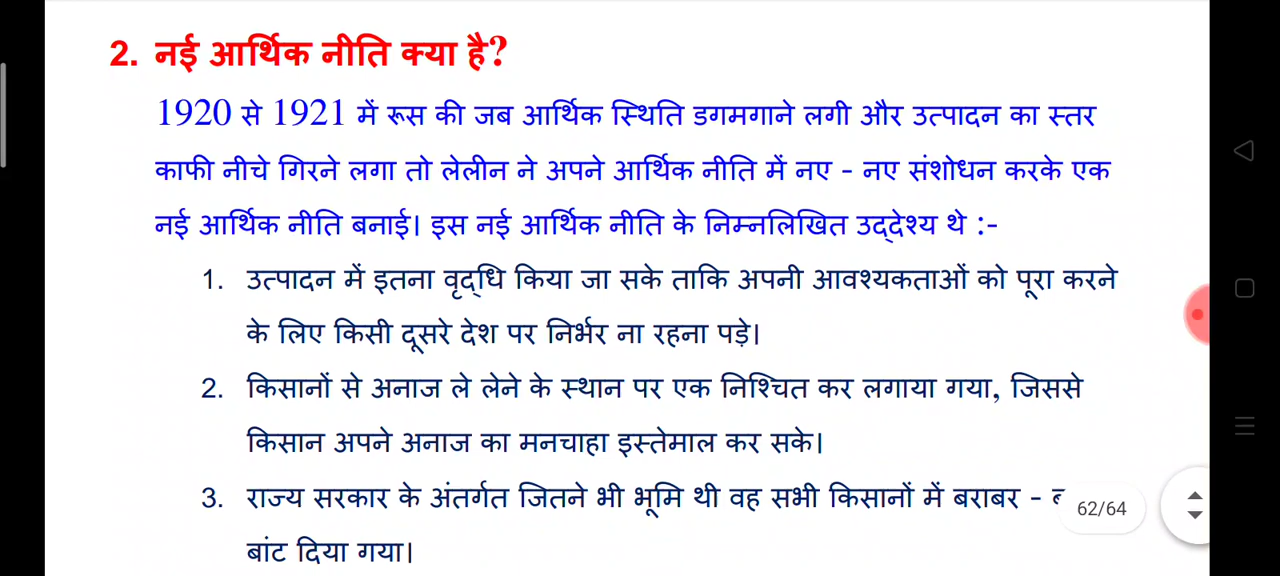 2. नई आर्थिक नीति क्या है?
1920 से 1921 में रूस की जब आर्थिक स्थिति डगमगाने लगी और उत्पादन का स्तर
काफी नीचे गिरने लगा तो लेलीन ने अपने आर्थिक नीति में नए - नए संशोधन करके एक
नई आर्थिक नीति बनाई। इस नई आर्थिक नीति के निम्नलिखित उद्देश्य थे :-
1. उत्पादन में इतना वृद्धि किया जा सके ताकि अपनी आवश्यकताओं को पूरा करने
के लिए किसी दूसरे देश पर निर्भर ना रहना पड़े।
2. किसानों से अनाज ले लेने के स्थान पर एक निश्चित कर लगाया गया, जिससे
किसान अपने अनाज का मनचाहा इस्तेमाल कर सके।
3. राज्य सरकार के अंतर्गत जितने भी भूमि थी वह सभी किसानों में बराबर -
62/64
बांट दिया गया।